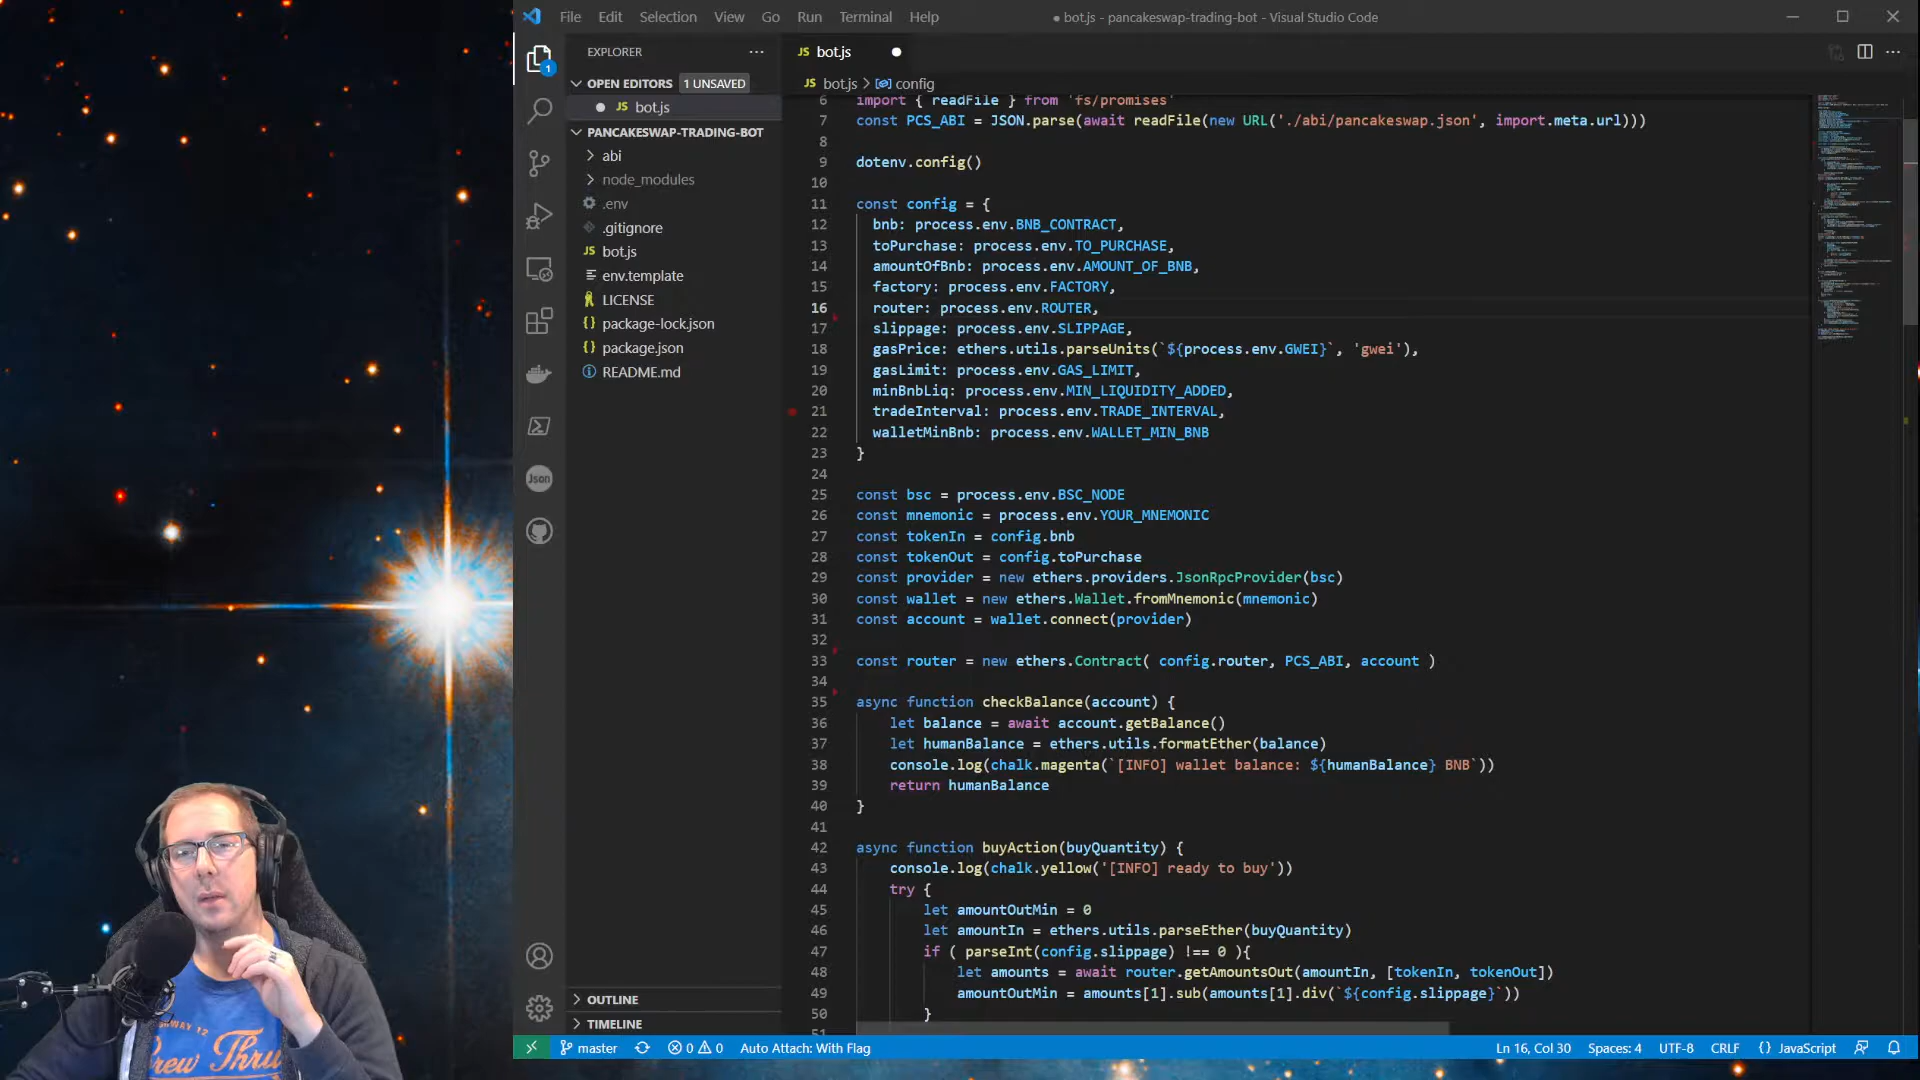 File Edit Selection View Go Run Terminal Help
● bot.js - pancakeswap-trading-bot - Visual Studio Code
EXPLORER
OPEN EDITORS 1 UNSAVED
JS bot.js
PANCAKESWAP-TRADING-BOT
abi
node_modules
.env
.gitignore
JS bot.js
env.template
LICENSE
{} package-lock.json
{} package.json
README.md
OUTLINE
TIMELINE
1
Json
JS bot.js
JS bot.js > config
6 import { readFile } from 'fs/promises'
7 const PCS_ABI = JSON.parse(await readFile(new URL('./abi/pancakeswap.json', import.meta.url)))
8
9 dotenv.config()
10
11 const config = {
12 bnb: process.env.BNB_CONTRACT,
13 toPurchase: process.env.TO_PURCHASE,
14 amountOfBnb: process.env.AMOUNT_OF_BNB,
15 factory: process.env.FACTORY,
16 router: process.env.ROUTER,
17 slippage: process.env.SLIPPAGE,
18 gasPrice: ethers.utils.parseUnits(`${process.env.GWEI}`, 'gwei'),
19 gasLimit: process.env.GAS_LIMIT,
20 minBnbLiq: process.env.MIN_LIQUIDITY_ADDED,
21 tradeInterval: process.env.TRADE_INTERVAL,
22 walletMinBnb: process.env.WALLET_MIN_BNB
23 }
24
25 const bsc = process.env.BSC_NODE
26 const mnemonic = process.env.YOUR_MNEMONIC
27 const tokenIn = config.bnb
28 const tokenOut = config.toPurchase
29 const provider = new ethers.providers.JsonRpcProvider(bsc)
30 const wallet = new ethers.Wallet.fromMnemonic(mnemonic)
31 const account = wallet.connect(provider)
32
33 const router = new ethers.Contract( config.router, PCS_ABI, account )
34
35 async function checkBalance(account) {
36 let balance = await account.getBalance()
37 let humanBalance = ethers.utils.formatEther(balance)
38 console.log(chalk.magenta(`[INFO] wallet balance: ${humanBalance} BNB`))
39 return humanBalance
40 }
41
42 async function buyAction(buyQuantity) {
43 console.log(chalk.yellow('[INFO] ready to buy'))
44 try {
45 let amountOutMin = 0
46 let amountIn = ethers.utils.parseEther(buyQuantity)
47 if ( parseInt(config.slippage) !== 0 ){
48 let amounts = await router.getAmountsOut(amountIn, [tokenIn, tokenOut])
49 amountOutMin = amounts[1].sub(amounts[1].div(`${config.slippage}`))
50 }
51
master 0 0 Auto Attach: With Flag
Ln 16, Col 30 Spaces: 4 UTF-8 CRLF {} JavaScript